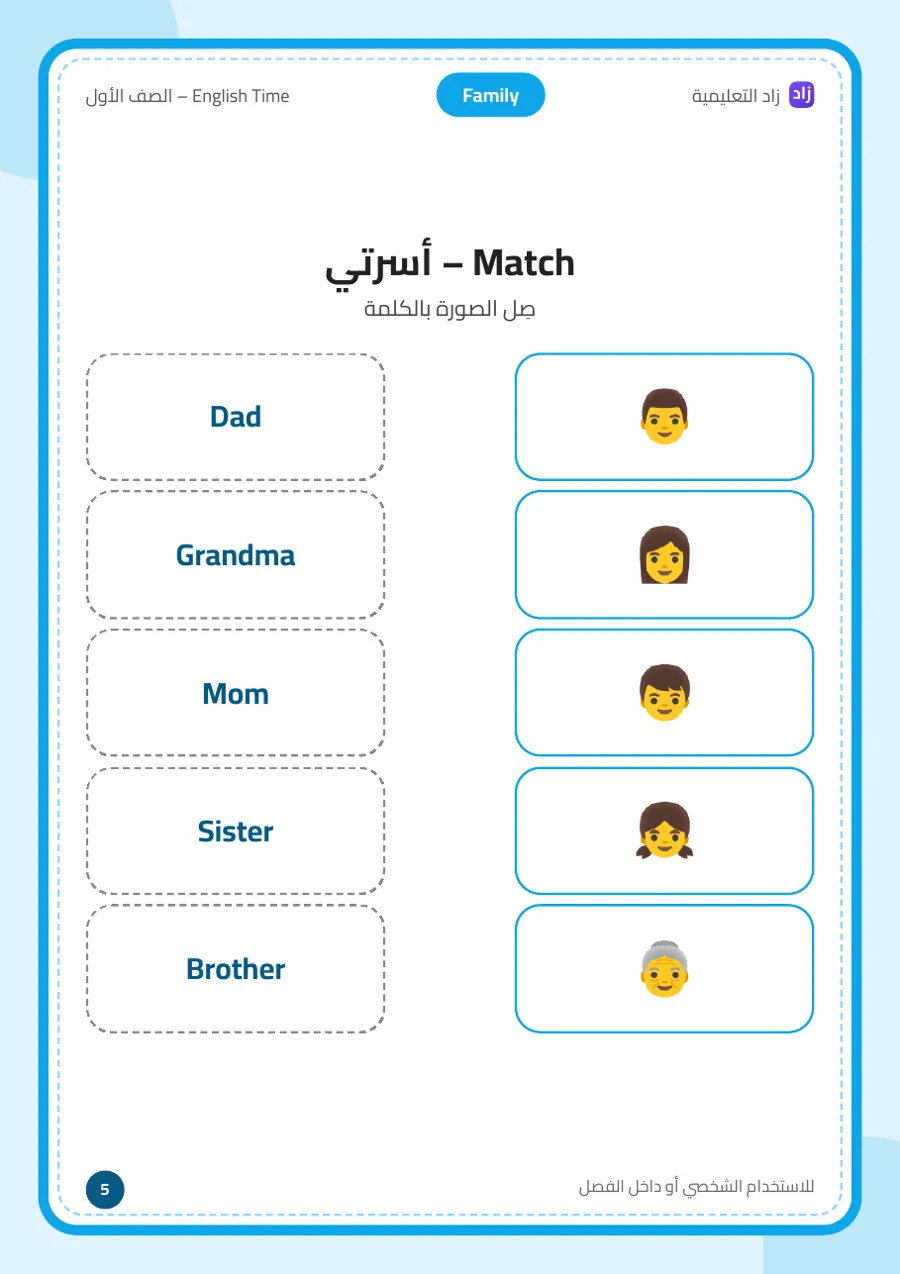 زاد زاد التعليمية
Family
English Time – الصف الأول
Match – أسرتي
صِل الصورة بالكلمة
Dad
Grandma
Mom
Sister
Brother
للاستخدام الشخصي أو داخل الفصل
5